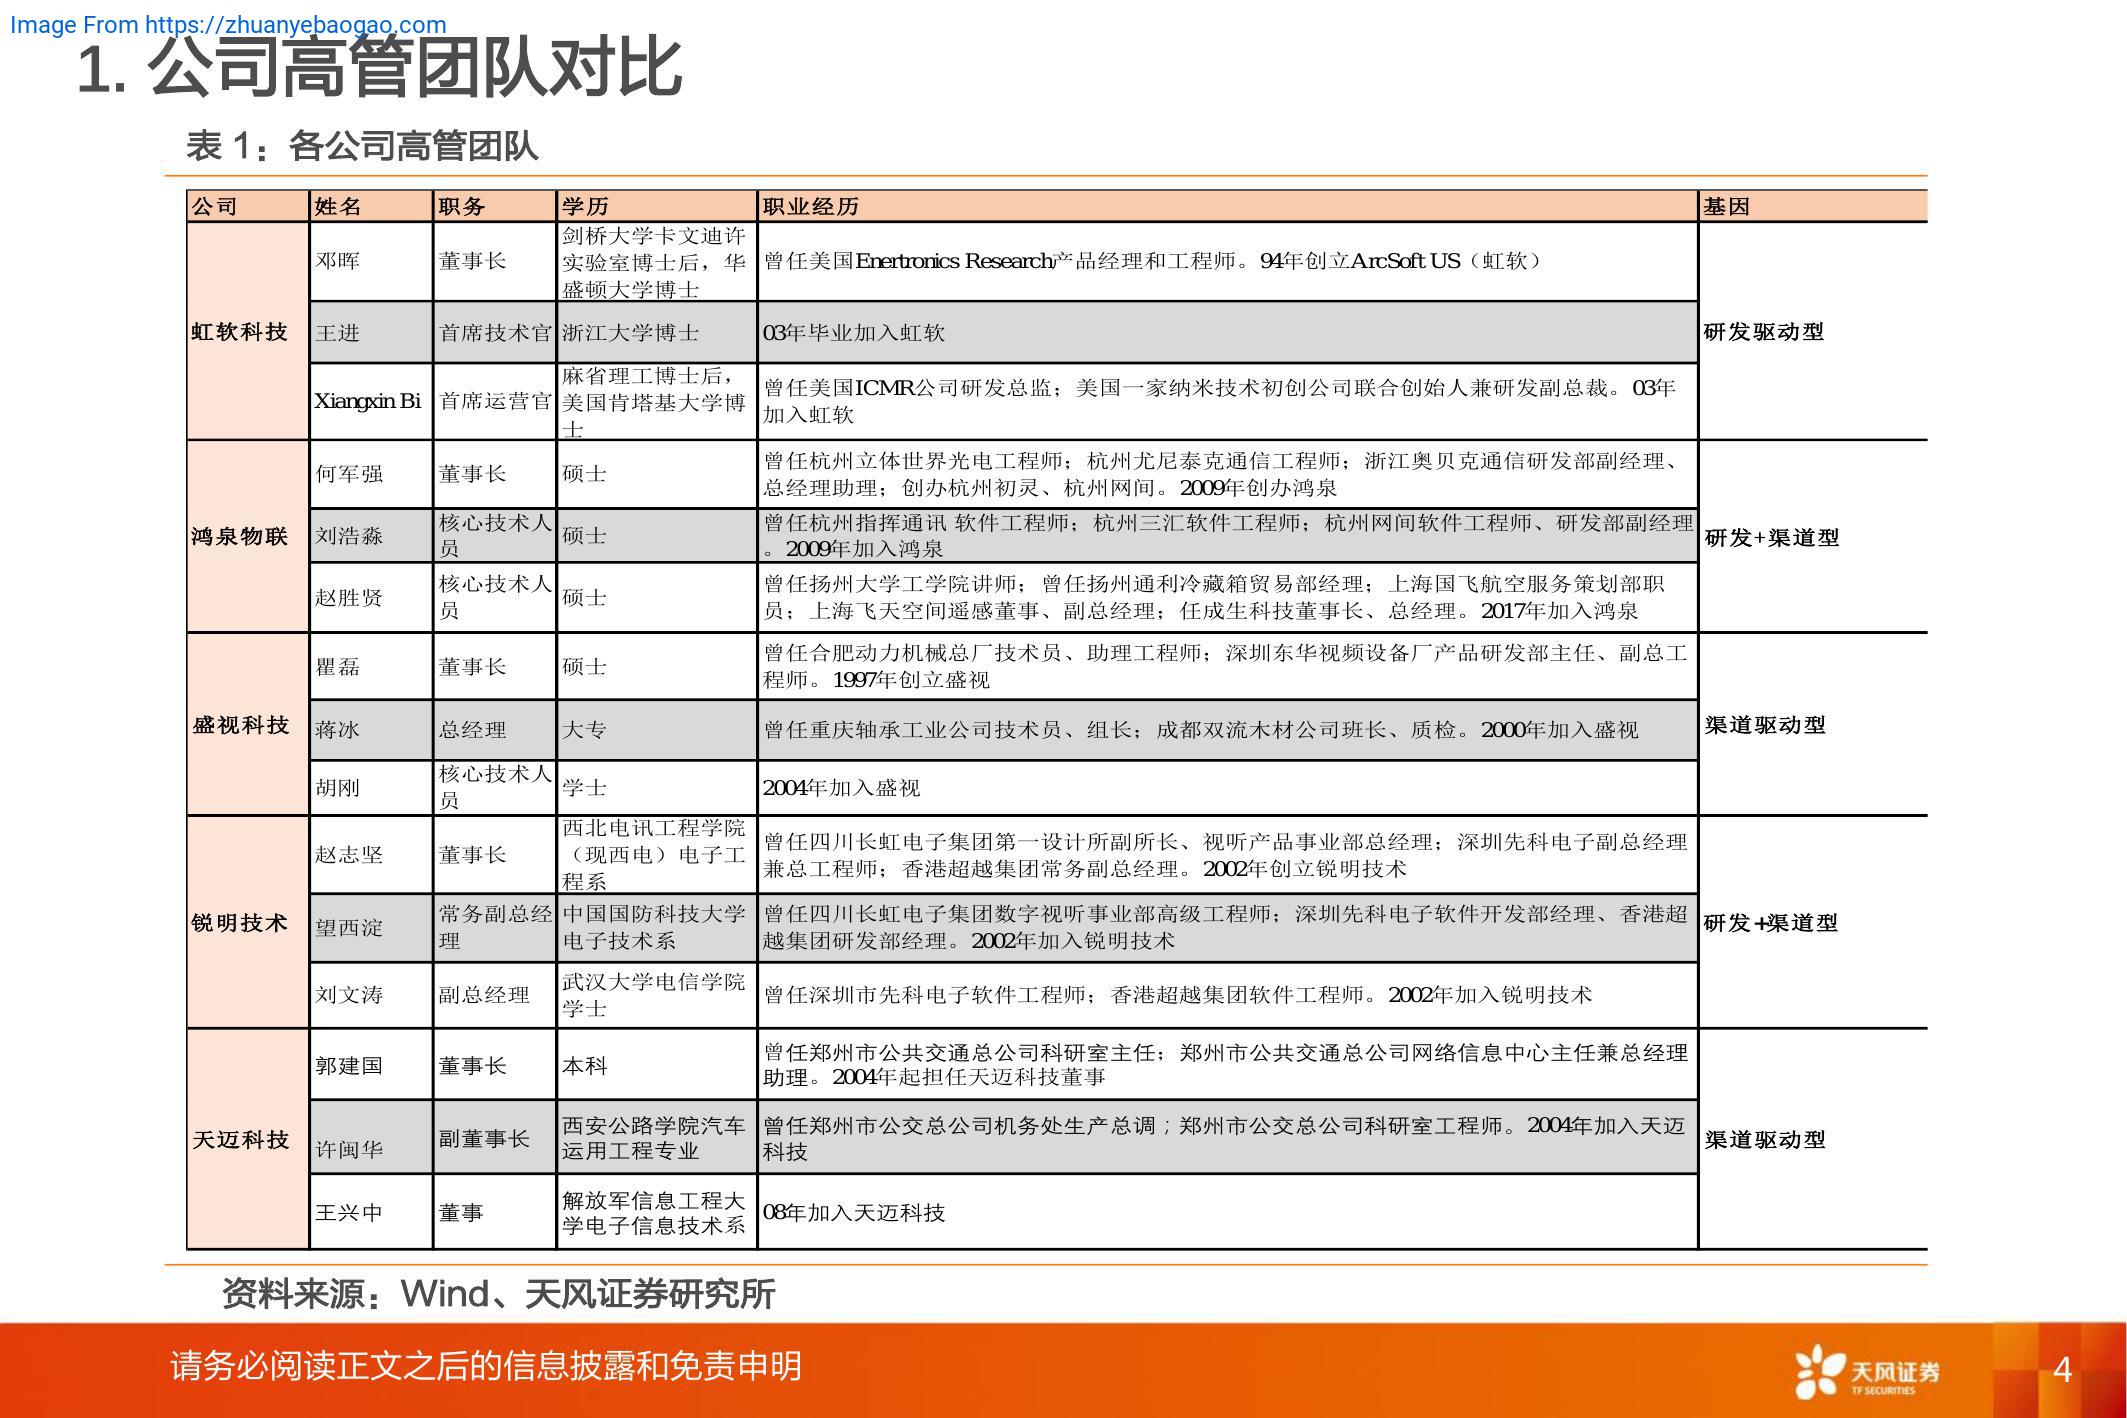 Image From https://zhuanyebaogao.com
1. 公司高管团队对比
表 1：各公司高管团队
公司 姓名 职务 学历 职业经历 基因
虹软科技
研发驱动型
邓晖 董事长
剑桥大学卡文迪许
实验室博士后，华
盛顿大学博士
曾任美国Enertronics Research产品经理和工程师。94年创立ArcSoft US（虹软）
王进 首席技术官 浙江大学博士 03年毕业加入虹软
Xiangxin Bi 首席运营官
麻省理工博士后，
美国肯塔基大学博
士
曾任美国ICMR公司研发总监；美国一家纳米技术初创公司联合创始人兼研发副总裁。03年
加入虹软
鸿泉物联
研发+渠道型
何军强 董事长 硕士
曾任杭州立体世界光电工程师；杭州尤尼泰克通信工程师；浙江奥贝克通信研发部副经理、
总经理助理；创办杭州初灵、杭州网间。2009年创办鸿泉
刘浩淼
核心技术人
员
硕士
曾任杭州指挥通讯 软件工程师；杭州三汇软件工程师；杭州网间软件工程师、研发部副经理
。2009年加入鸿泉
赵胜贤
核心技术人
员
硕士
曾任扬州大学工学院讲师；曾任扬州通利冷藏箱贸易部经理；上海国飞航空服务策划部职
员；上海飞天空间遥感董事、副总经理；任成生科技董事长、总经理。2017年加入鸿泉
盛视科技
渠道驱动型
瞿磊 董事长 硕士
曾任合肥动力机械总厂技术员、助理工程师；深圳东华视频设备厂产品研发部主任、副总工
程师。1997年创立盛视
蒋冰 总经理 大专 曾任重庆轴承工业公司技术员、组长；成都双流木材公司班长、质检。2000年加入盛视
胡刚
核心技术人
员
学士 2004年加入盛视
锐明技术
研发+渠道型
赵志坚 董事长
西北电讯工程学院
（现西电）电子工
程系
曾任四川长虹电子集团第一设计所副所长、视听产品事业部总经理；深圳先科电子副总经理
兼总工程师；香港超越集团常务副总经理。2002年创立锐明技术
望西淀
常务副总经
理
中国国防科技大学
电子技术系
曾任四川长虹电子集团数字视听事业部高级工程师；深圳先科电子软件开发部经理、香港超
越集团研发部经理。2002年加入锐明技术
刘文涛 副总经理
武汉大学电信学院
学士
曾任深圳市先科电子软件工程师；香港超越集团软件工程师。2002年加入锐明技术
天迈科技
渠道驱动型
郭建国 董事长 本科
曾任郑州市公共交通总公司科研室主任；郑州市公共交通总公司网络信息中心主任兼总经理
助理。2004年起担任天迈科技董事
许闽华 副董事长
西安公路学院汽车
运用工程专业
曾任郑州市公交总公司机务处生产总调；郑州市公交总公司科研室工程师。2004年加入天迈
科技
王兴中 董事
解放军信息工程大
学电子信息技术系
08年加入天迈科技
资料来源：Wind、天风证券研究所
请务必阅读正文之后的信息披露和免责申明
天风证券
TF SECURITIES
4